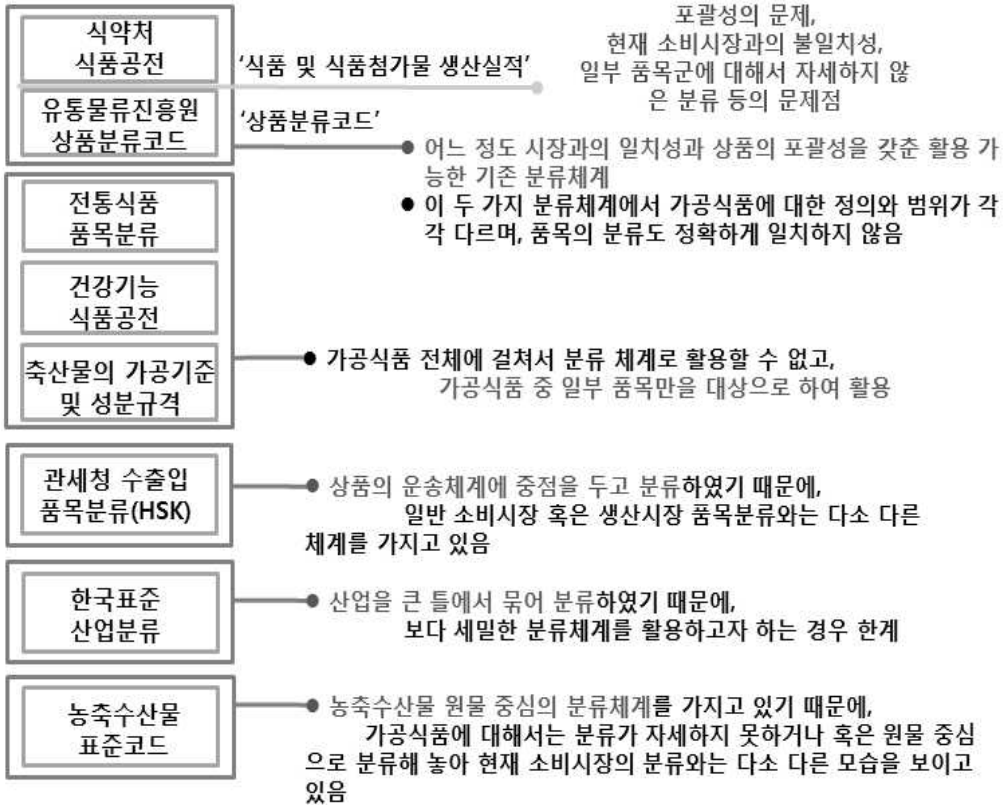 식약처
식품공전
'식품 및 식품첨가물 생산실적'
포괄성의 문제,
현재 소비시장과의 불일치성,
일부 품목군에 대해서 자세하지 않
은 분류 등의 문제점
유통물류진흥원
상품분류코드
'상품분류코드'
● 어느 정도 시장과의 일치성과 상품의 포괄성을 갖춘 활용 가
능한 기존 분류체계
● 이 두 가지 분류체계에서 가공식품에 대한 정의와 범위가 각
각 다르며, 품목의 분류도 정확하게 일치하지 않음
전통식품
품목분류
건강기능
식품공전
축산물의 가공기준
및 성분규격
● 가공식품 전체에 걸쳐서 분류 체계로 활용할 수 없고,
가공식품 중 일부 품목만을 대상으로 하여 활용
관세청 수출입
품목분류(HSK)
● 상품의 운송체계에 중점을 두고 분류하였기 때문에,
일반 소비시장 혹은 생산시장 품목분류와는 다소 다른
체계를 가지고 있음
한국표준
산업분류
● 산업을 큰 틀에서 묶어 분류하였기 때문에,
보다 세밀한 분류체계를 활용하고자 하는 경우 한계
농축수산물
표준코드
● 농축수산물 원물 중심의 분류체계를 가지고 있기 때문에,
가공식품에 대해서는 분류가 자세하지 못하거나 혹은 원물 중심
으로 분류해 놓아 현재 소비시장의 분류와는 다소 다른 모습을 보이고
있음